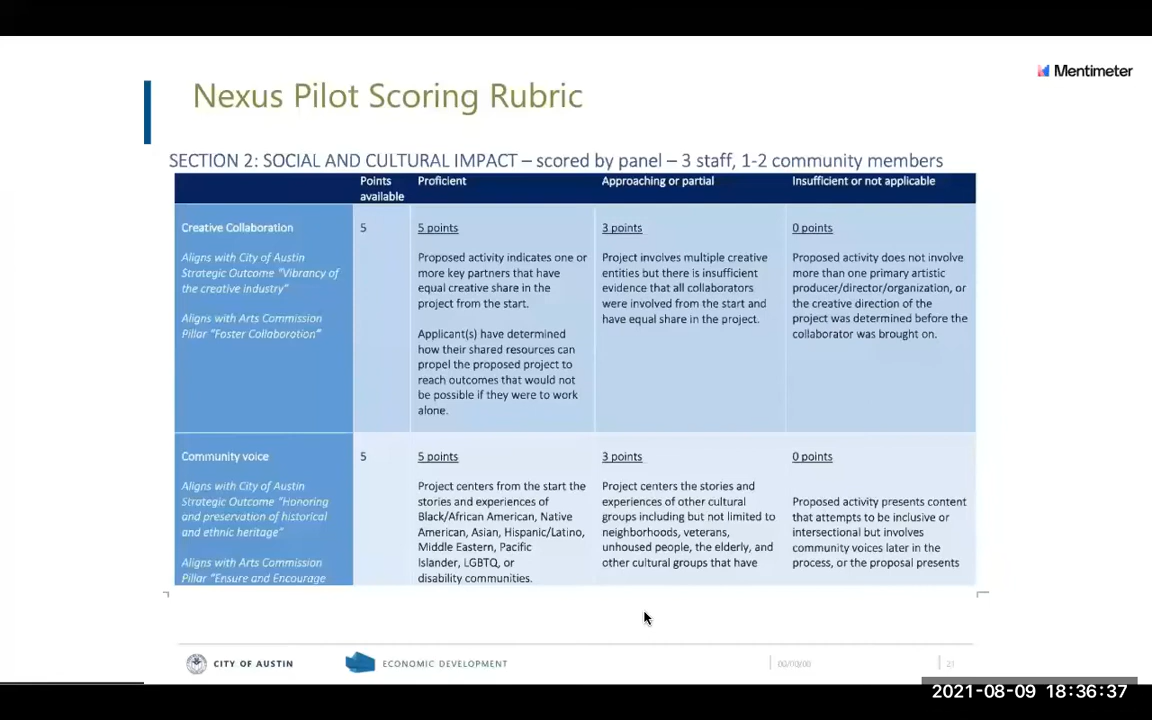 Mentimeter
Nexus Pilot Scoring Rubric
SECTION 2: SOCIAL AND CULTURAL IMPACT – scored by panel – 3 staff, 1-2 community members
Points
available
Proficient
Approaching or partial
Insufficient or not applicable
Creative Collaboration
Aligns with City of Austin
Strategic Outcome "Vibrancy of
the creative industry"
Aligns with Arts Commission
Pillar "Foster Collaboration"
5
5 points
Proposed activity indicates one or
more key partners that have
equal creative share in the
project from the start.
Applicant(s) have determined
how their shared resources can
propel the proposed project to
reach outcomes that would not
be possible if they were to work
alone.
3 points
Project involves multiple creative
entities but there is insufficient
evidence that all collaborators
were involved from the start and
have equal share in the project.
0 points
Proposed activity does not involve
more than one primary artistic
producer/director/organization, or
the creative direction of the
project was determined before the
collaborator was brought on.
Community voice
Aligns with City of Austin
Strategic Outcome "Honoring
and preservation of historical
and ethnic heritage"
Aligns with Arts Commission
Pillar "Ensure and Encourage
5
5 points
Project centers from the start the
stories and experiences of
Black/African American, Native
American, Asian, Hispanic/Latino,
Middle Eastern, Pacific
Islander, LGBTQ, or
disability communities.
3 points
Project centers the stories and
experiences of other cultural
groups including but not limited to
neighborhoods, veterans,
unhoused people, the elderly, and
other cultural groups that have
0 points
Proposed activity presents content
that attempts to be inclusive or
intersectional but involves
community voices later in the
process, or the proposal presents
CITY OF AUSTIN
ECONOMIC DEVELOPMENT
00/00/00
21
2021-08-09 18:36:37